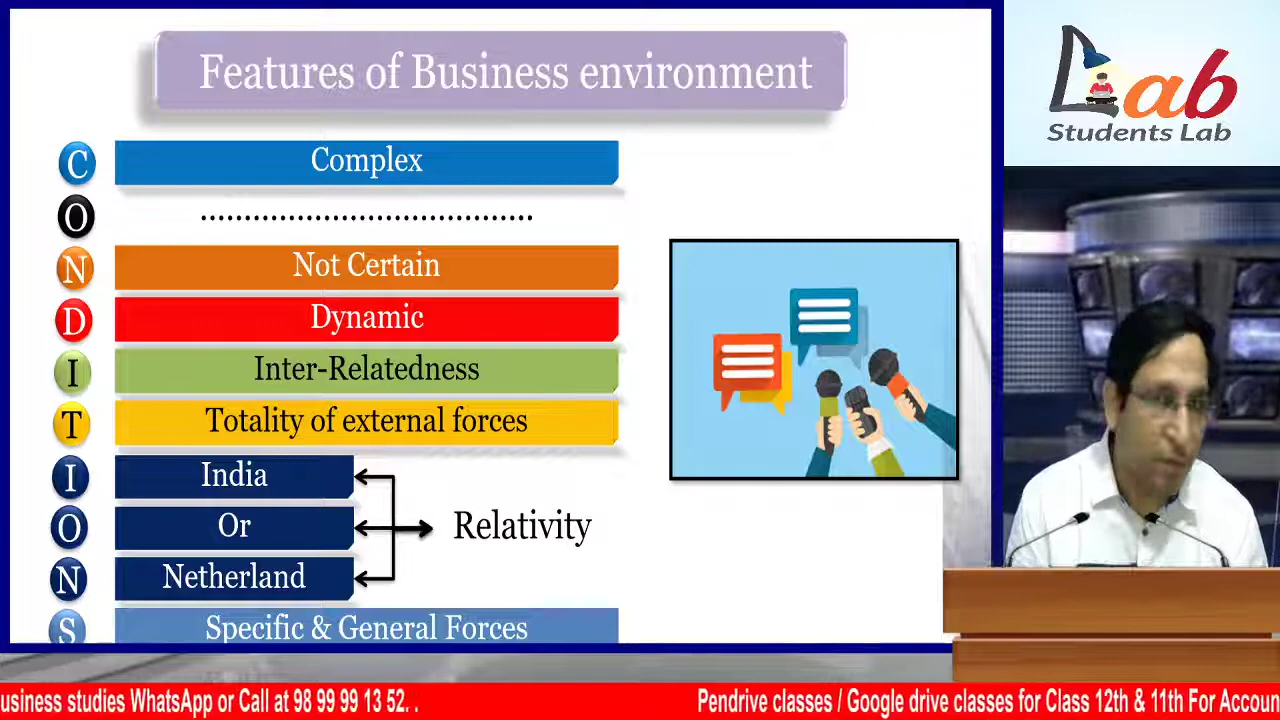 Features of Business environment
C Complex
O ......................................
N Not Certain
D Dynamic
I Inter-Relatedness
T Totality of external forces
I India
O Or
N Netherland
Relativity
S Specific & General Forces
Lab
Students Lab
usiness studies WhatsApp or Call at 98 99 99 13 52. . Pendrive classes / Google drive classes for Class 12th & 11th For Accoun